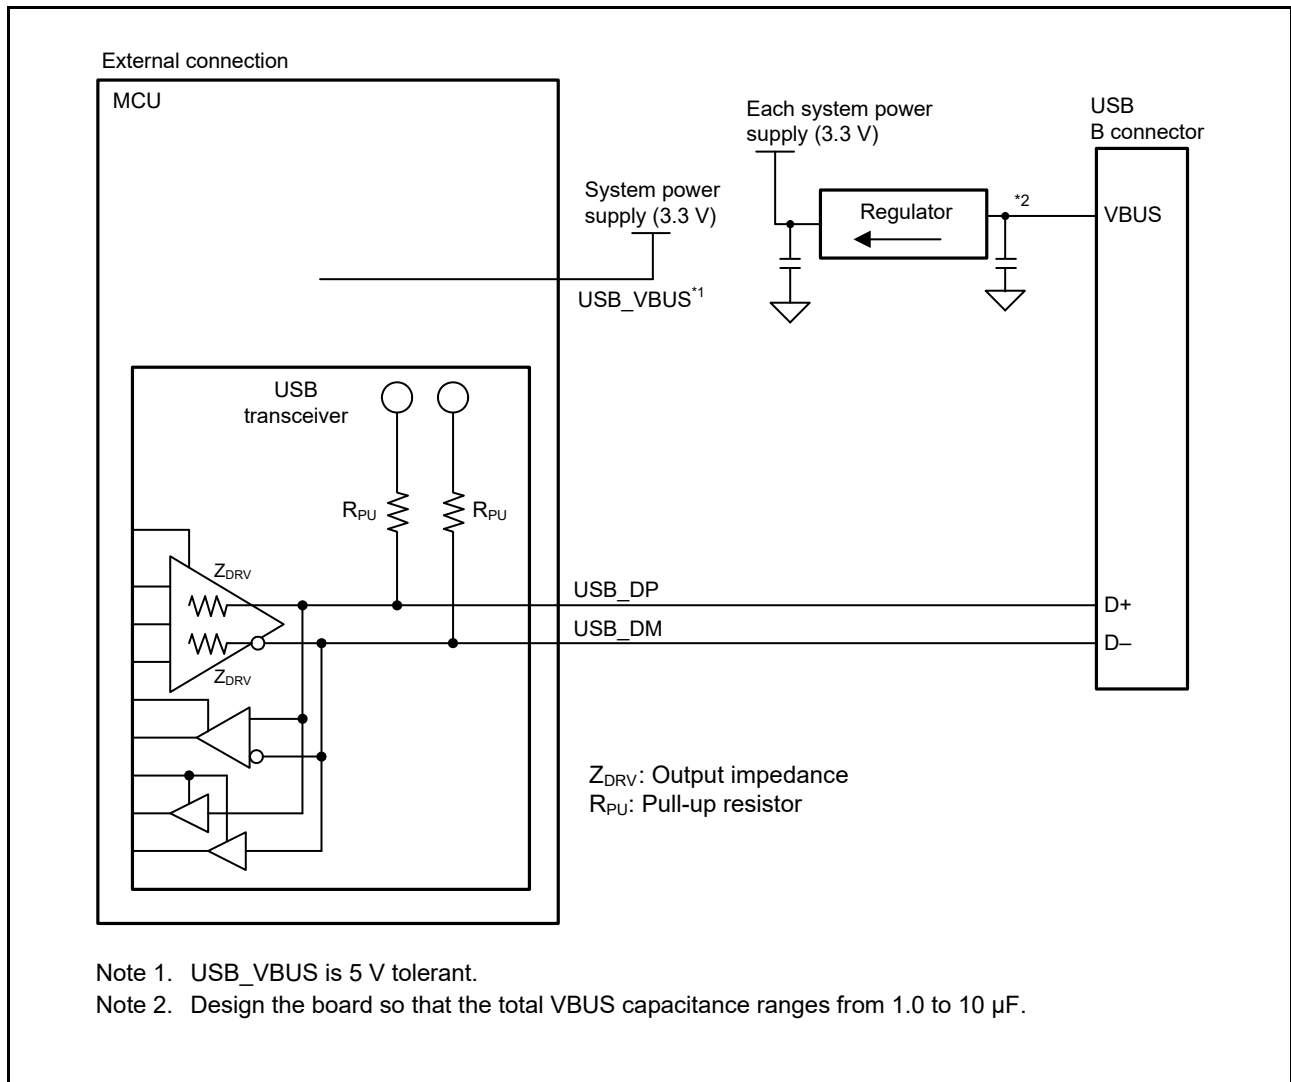 External connection
MCU
Each system power
supply (3.3 V)
USB
B connector
System power
supply (3.3 V)
Regulator
*2
VBUS
USB_VBUS*1
USB
transceiver
RPU
RPU
ZDRV
USB_DP
D+
USB_DM
D–
ZDRV
ZDRV: Output impedance
RPU: Pull-up resistor
Note 1. USB_VBUS is 5 V tolerant.
Note 2. Design the board so that the total VBUS capacitance ranges from 1.0 to 10 μF.